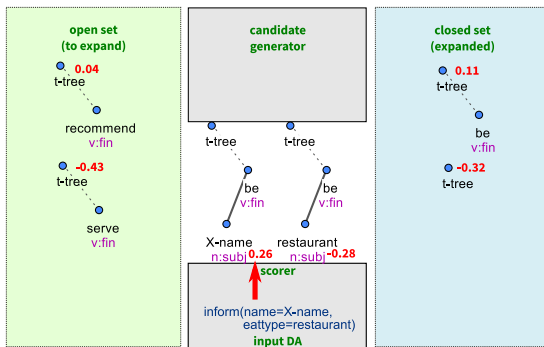 open set
(to expand)
0.04
t-tree
recommend
v:fin
-0.43
t-tree
serve
v:fin
candidate
generator
t-tree
t-tree
be
be
v:fin
v:fin
X-name
restaurant
n:subj
0.26
n:subj
-0.28
scorer
inform(name=X-name,
eattype=restaurant)
input DA
closed set
(expanded)
0.11
t-tree
be
v:fin
-0.32
t-tree